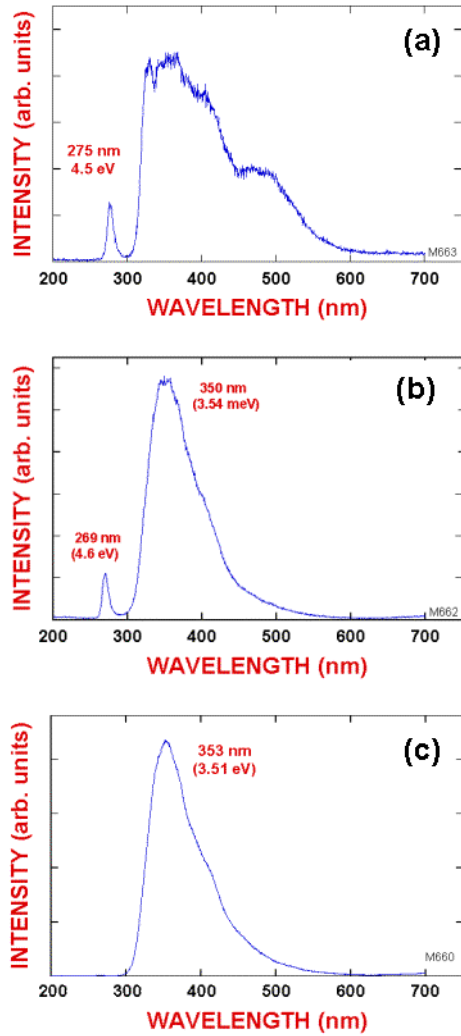 (a)
INTENSITY (arb. units)
275 nm
4.5 eV
M663
200 300 400 500 600 700
WAVELENGTH (nm)
(b)
INTENSITY (arb. units)
350 nm
(3.54 meV)
269 nm
(4.6 eV)
M662
200 300 400 500 600 700
WAVELENGTH (nm)
(c)
INTENSITY (arb. units)
353 nm
(3.51 eV)
M660
200 300 400 500 600 700
WAVELENGTH (nm)